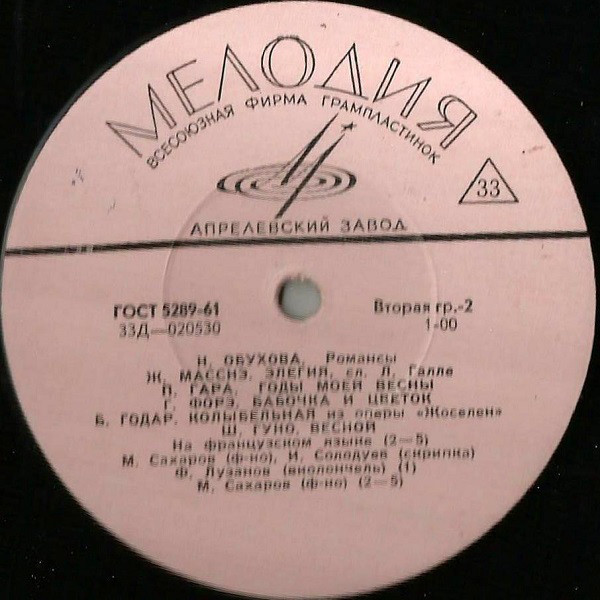 МЕЛОДИЯ
ВСЕСОЮЗНАЯ ФИРМА ГРАМПЛАСТИНОК
33
АПРЕЛЕВСКИЙ ЗАВОД
ГОСТ 5289-61 Вторая гр.-2
33Д—020530 1-00
Н. ОБУХОВА. Романсы
Ж. МАССНЭ. ЭЛЕГИЯ, сл. Л. Галле
П. ГАРА. ГОДЫ МОЕЙ ВЕСНЫ
Г. ФОРЭ. БАБОЧКА И ЦВЕТОК
Б. ГОДАР. КОЛЫБЕЛЬНАЯ из оперы «Жоселен»
Ш. ГУНО. ВЕСНОЙ
На французском языке (2—5)
М. Сахаров (ф-но), И. Солодуев (скрипка)
Ф. Лузанов (виолончель) (1)
М. Сахаров (ф-но) (2—5)